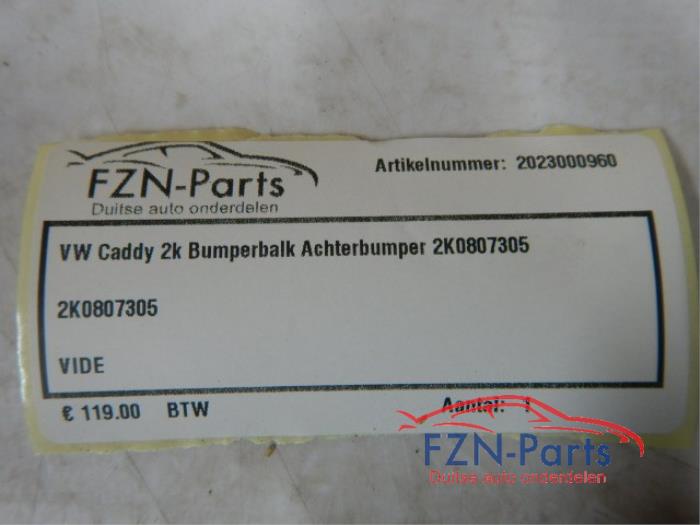 FZN-Parts
Duitse auto onderdelen
Artikelnummer: 2023000960
VW Caddy 2k Bumperbalk Achterbumper 2K0807305
2K0807305
VIDE
€ 119.00 BTW
Aantal: 1
FZN-Parts
Duitse auto onderdelen